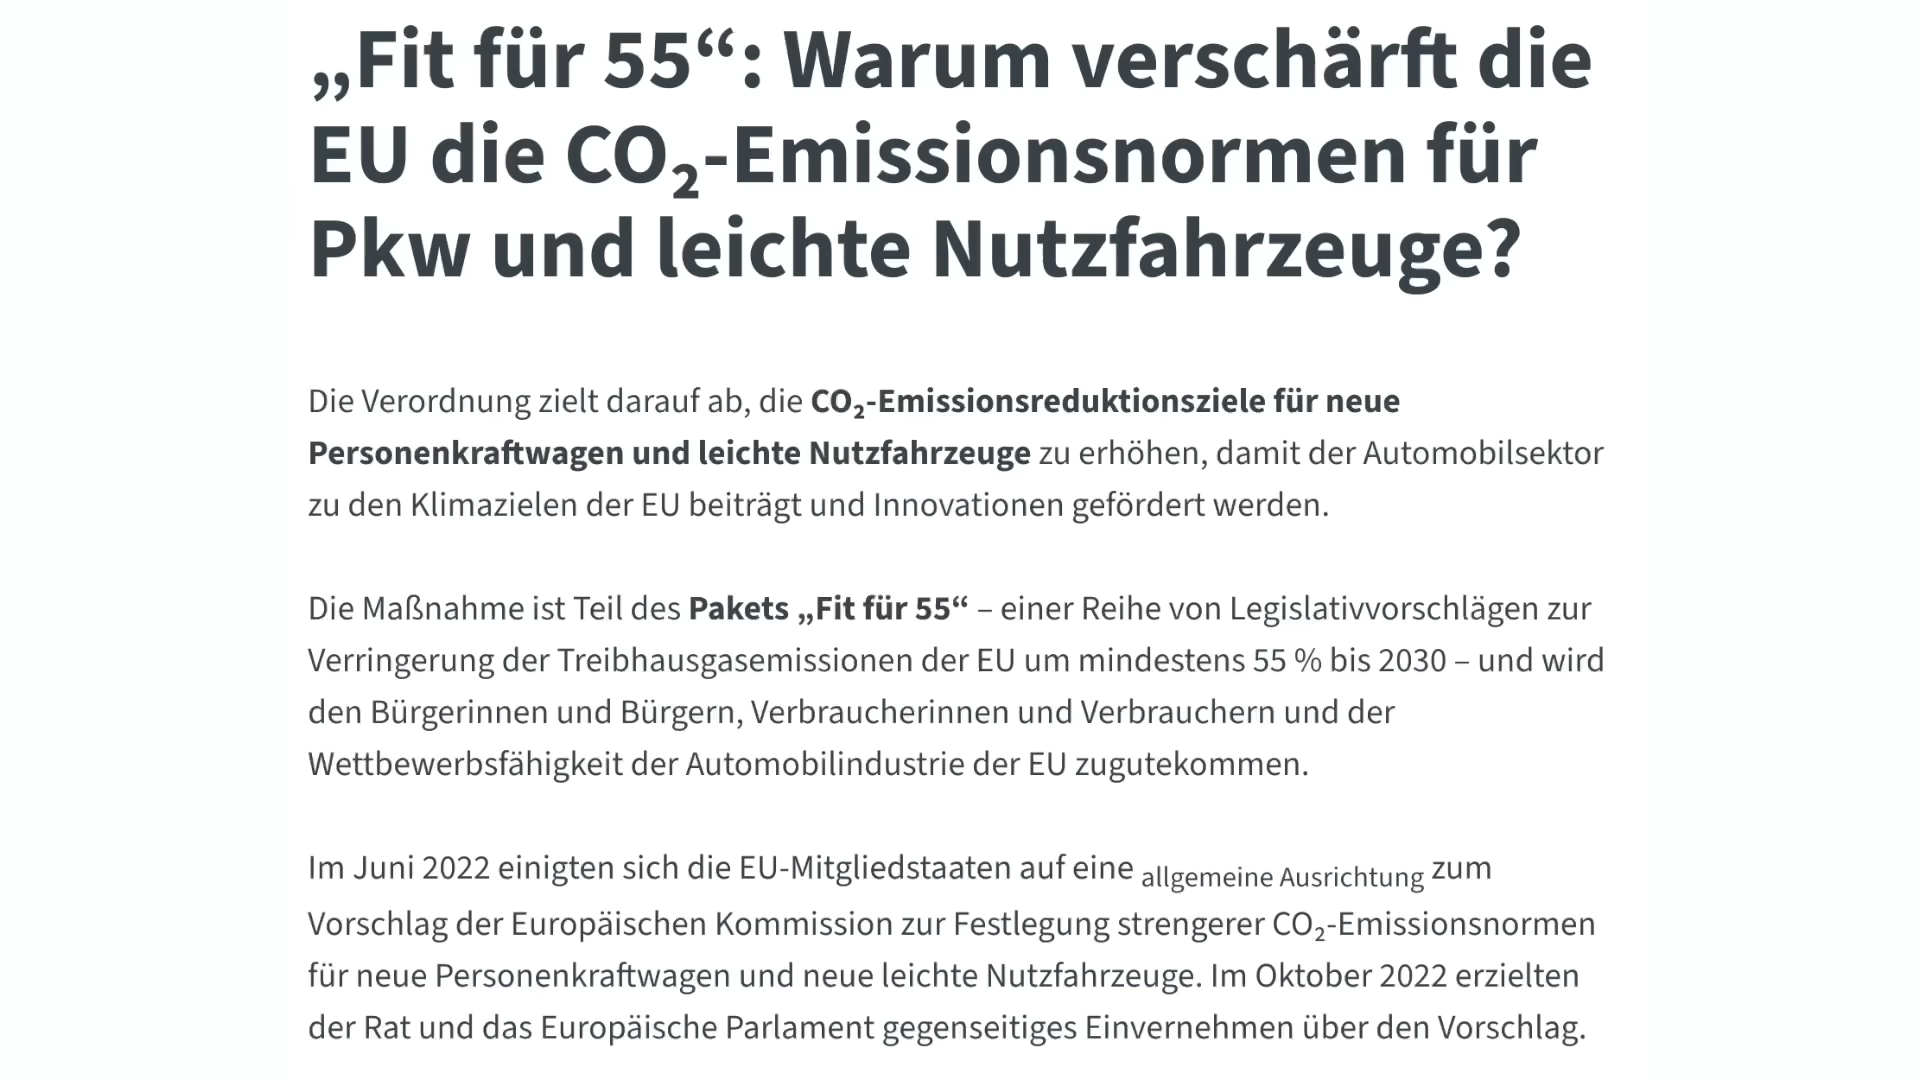 „Fit für 55“: Warum verschärft die
EU die CO₂-Emissionsnormen für
Pkw und leichte Nutzfahrzeuge?
Die Verordnung zielt darauf ab, die CO₂-Emissionsreduktionsziele für neue
Personenkraftwagen und leichte Nutzfahrzeuge zu erhöhen, damit der Automobilsektor
zu den Klimazielen der EU beiträgt und Innovationen gefördert werden.
Die Maßnahme ist Teil des Pakets „Fit für 55“ – einer Reihe von Legislativvorschlägen zur
Verringerung der Treibhausgasemissionen der EU um mindestens 55 % bis 2030 – und wird
den Bürgerinnen und Bürgern, Verbraucherinnen und Verbrauchern und der
Wettbewerbsfähigkeit der Automobilindustrie der EU zugutekommen.
Im Juni 2022 einigten sich die EU-Mitgliedstaaten auf eine allgemeine Ausrichtung zum
Vorschlag der Europäischen Kommission zur Festlegung strengerer CO₂-Emissionsnormen
für neue Personenkraftwagen und neue leichte Nutzfahrzeuge. Im Oktober 2022 erzielten
der Rat und das Europäische Parlament gegenseitiges Einvernehmen über den Vorschlag.